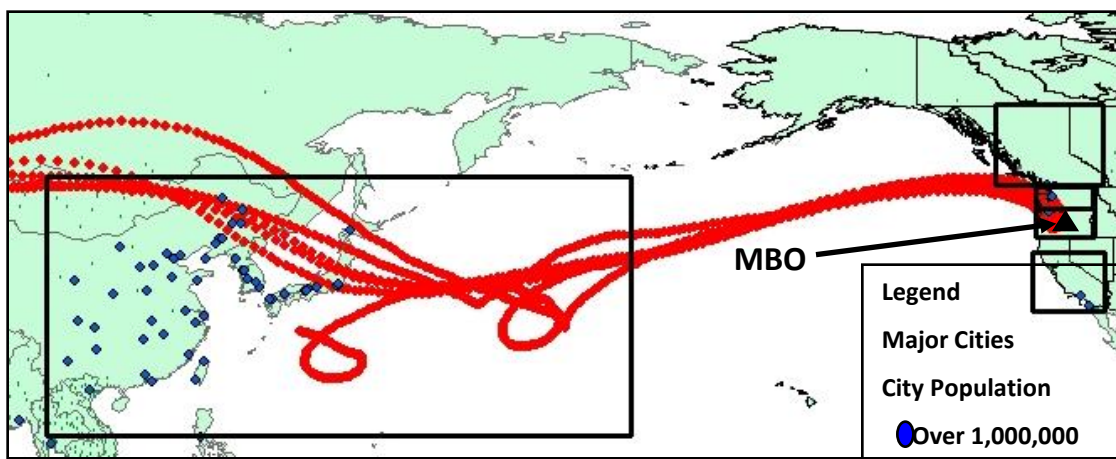 MBO
Legend
Major Cities
City Population
Over 1,000,000